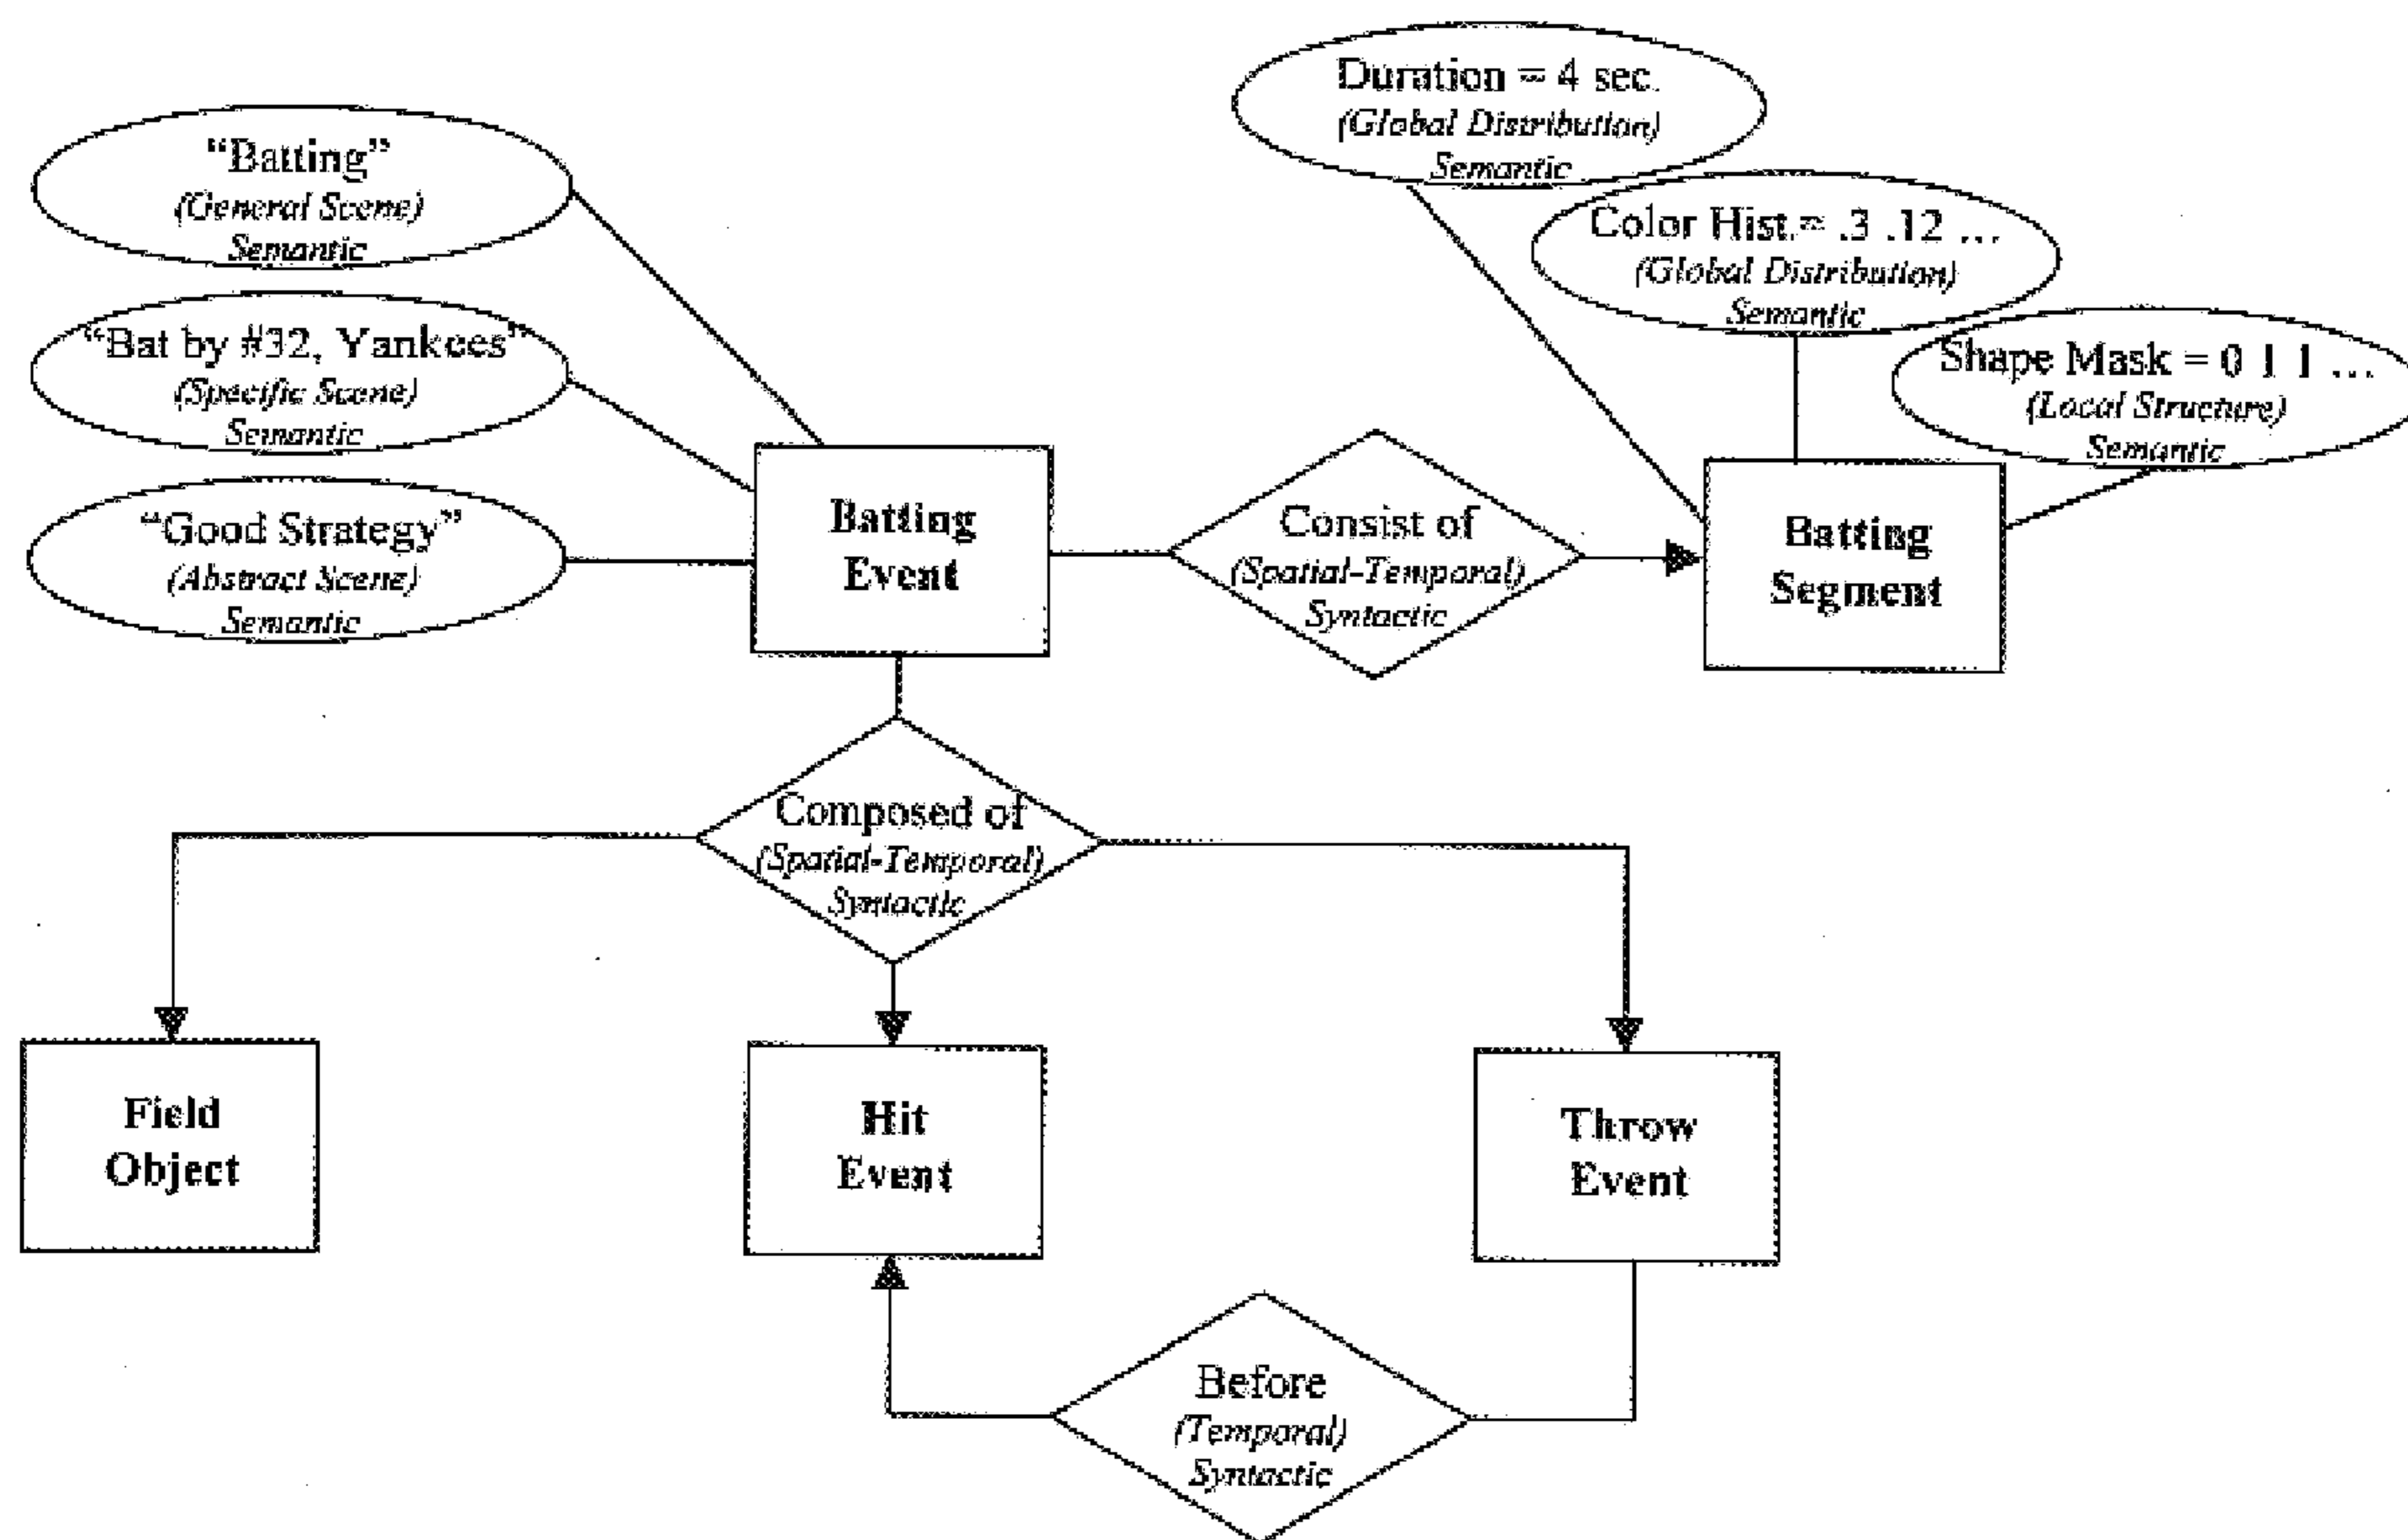 “Batting”
(General Scene)
Semantic
“Bat by #32, Yankees”
(Specific Scene)
Semantic
“Good Strategy”
(Abstract Scene)
Semantic
Duration = 4 sec.
(Global Distribution)
Semantic
Color Hist.= .3 .12 ...
(Global Distribution)
Semantic
Shape Mask = 0 1 1 ...
(Local Structure)
Semantic
Batting
Event
Consist of
(Spatial-Temporal)
Syntactic
Batting
Segment
Composed of
(Spatial-Temporal)
Syntactic
Field
Object
Hit
Event
Throw
Event
Before
(Temporal)
Syntactic